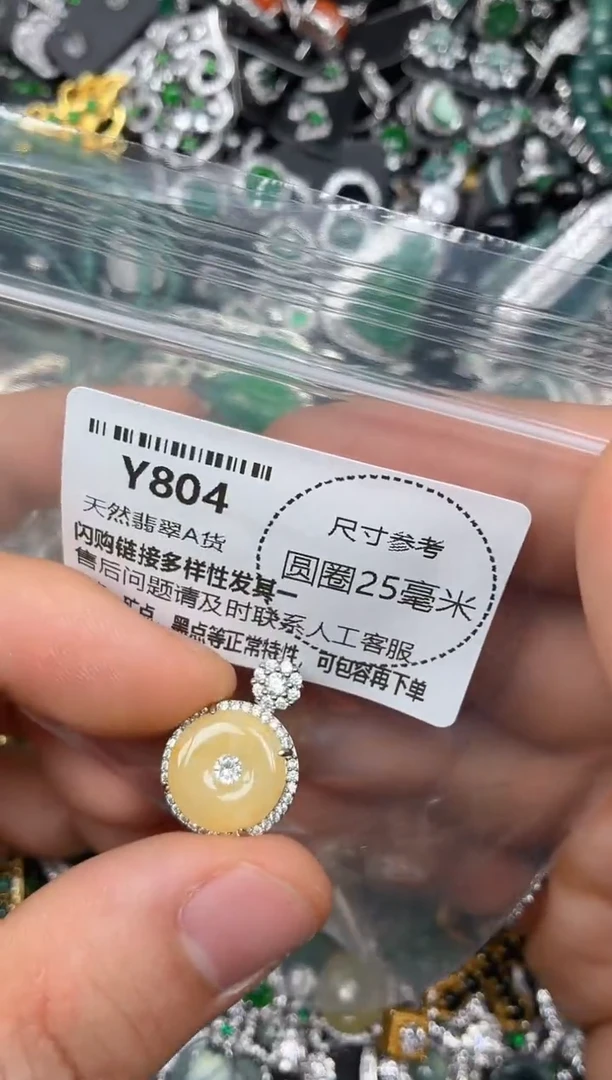 Y804
天然翡翠A货
闪购链接多样性发其一
售后问题请及时联系人工客服
矿点、黑点等正常特性，可包容再下单
尺寸参考
圆圈25毫米